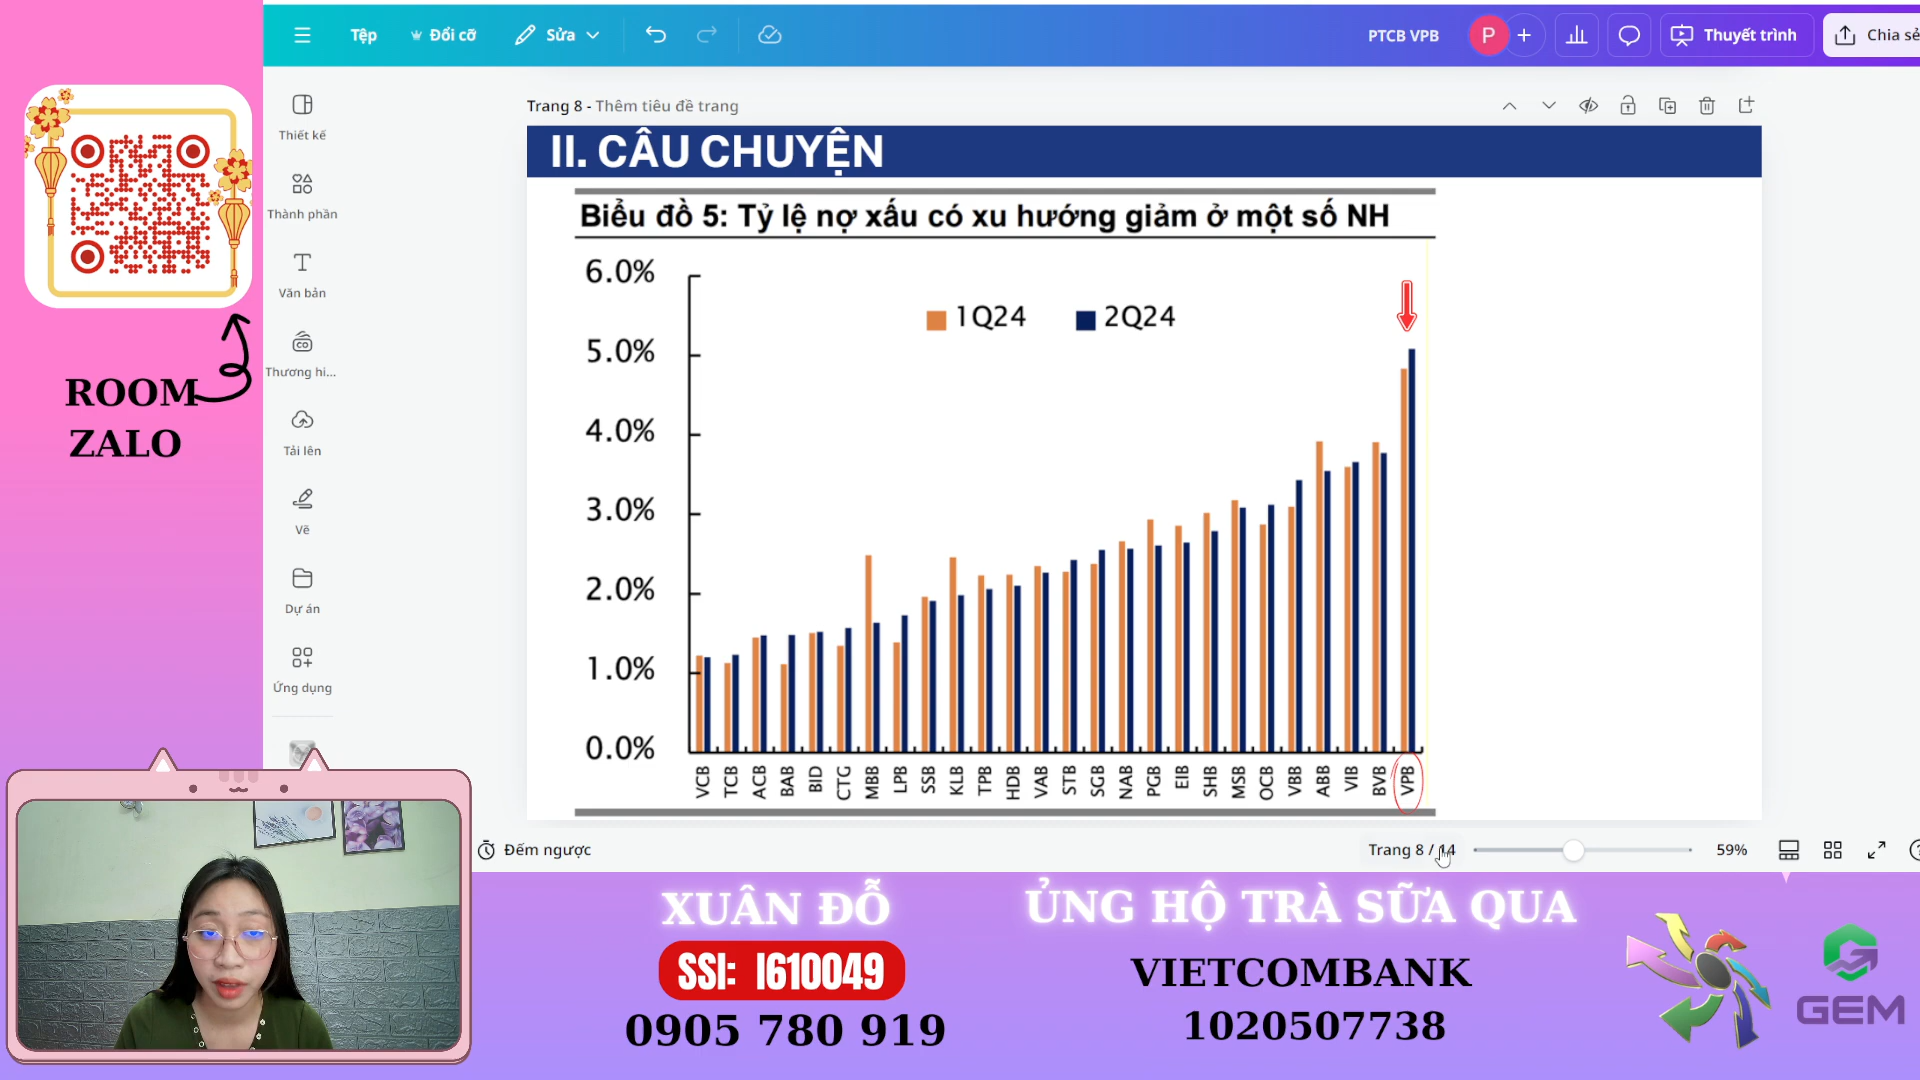 Tệp
Đổi cỡ
Sửa
PTCB VPB
P
Thuyết trình
Chia sẻ
Thiết kế
Thành phần
Văn bản
Thương hi...
Tải lên
Vẽ
Dự án
Ứng dụng
ROOM
ZALO
Trang 8 - Thêm tiêu đề trang
II. CÂU CHUYỆN
Biểu đồ 5: Tỷ lệ nợ xấu có xu hướng giảm ở một số NH
1Q24 2Q24
6.0%
5.0%
4.0%
3.0%
2.0%
1.0%
0.0%
VCB TCB ACB BAB BID CTG MBB LPB SSB KLB TPB HDB VAB STB SGB NAB PGB EIB SHB MSB OCB VBB ABB VIB BVB VPB
Đếm ngược
Trang 8 / 14
59%
XUÂN ĐỖ
SSI: I610049
0905 780 919
ỦNG HỘ TRÀ SỮA QUA
VIETCOMBANK
1020507738
GEM